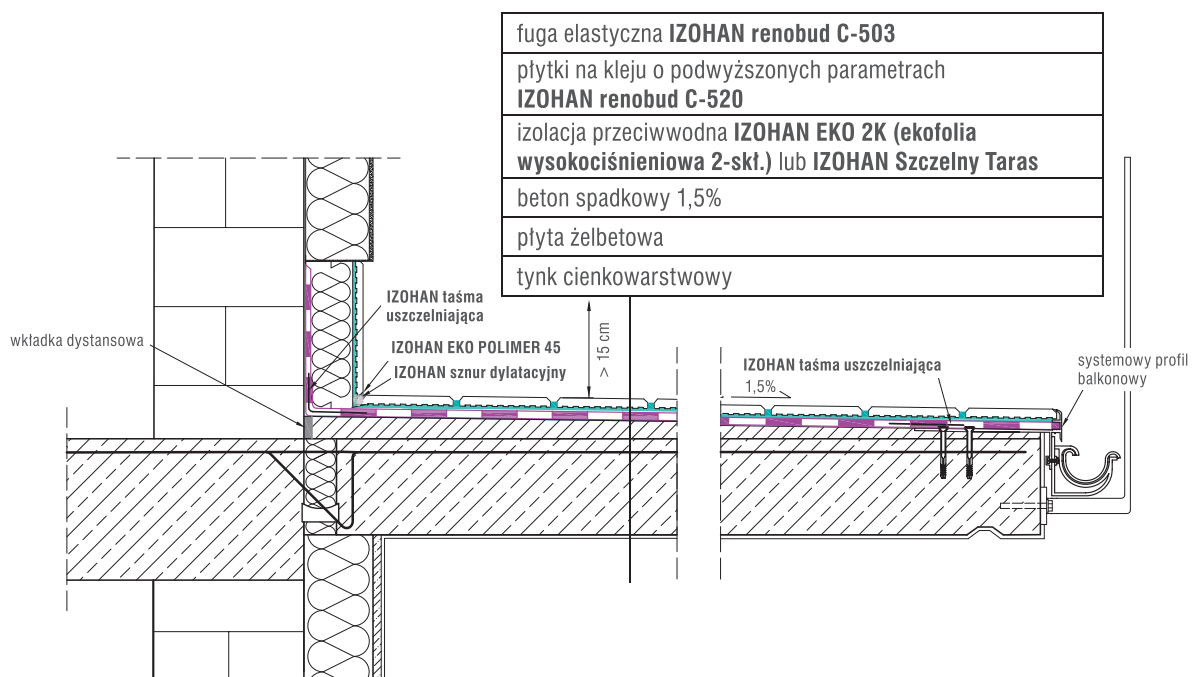 fuga elastyczna IZOHAN renobud C-503
płytki na kleju o podwyższonych parametrach
IZOHAN renobud C-520
izolacja przeciwwodna IZOHAN EKO 2K (ekofolia
wysokociśnieniowa 2-skł.) lub IZOHAN Szczelny Taras
beton spadkowy 1,5%
płyta żelbetowa
tynk cienkowarstwowy
IZOHAN taśma
uszczelniająca
wkładka dystansowa
IZOHAN EKO POLIMER 45
IZOHAN sznur dylatacyjny
> 15 cm
IZOHAN taśma uszczelniająca
1,5%
systemowy profil
balkonowy